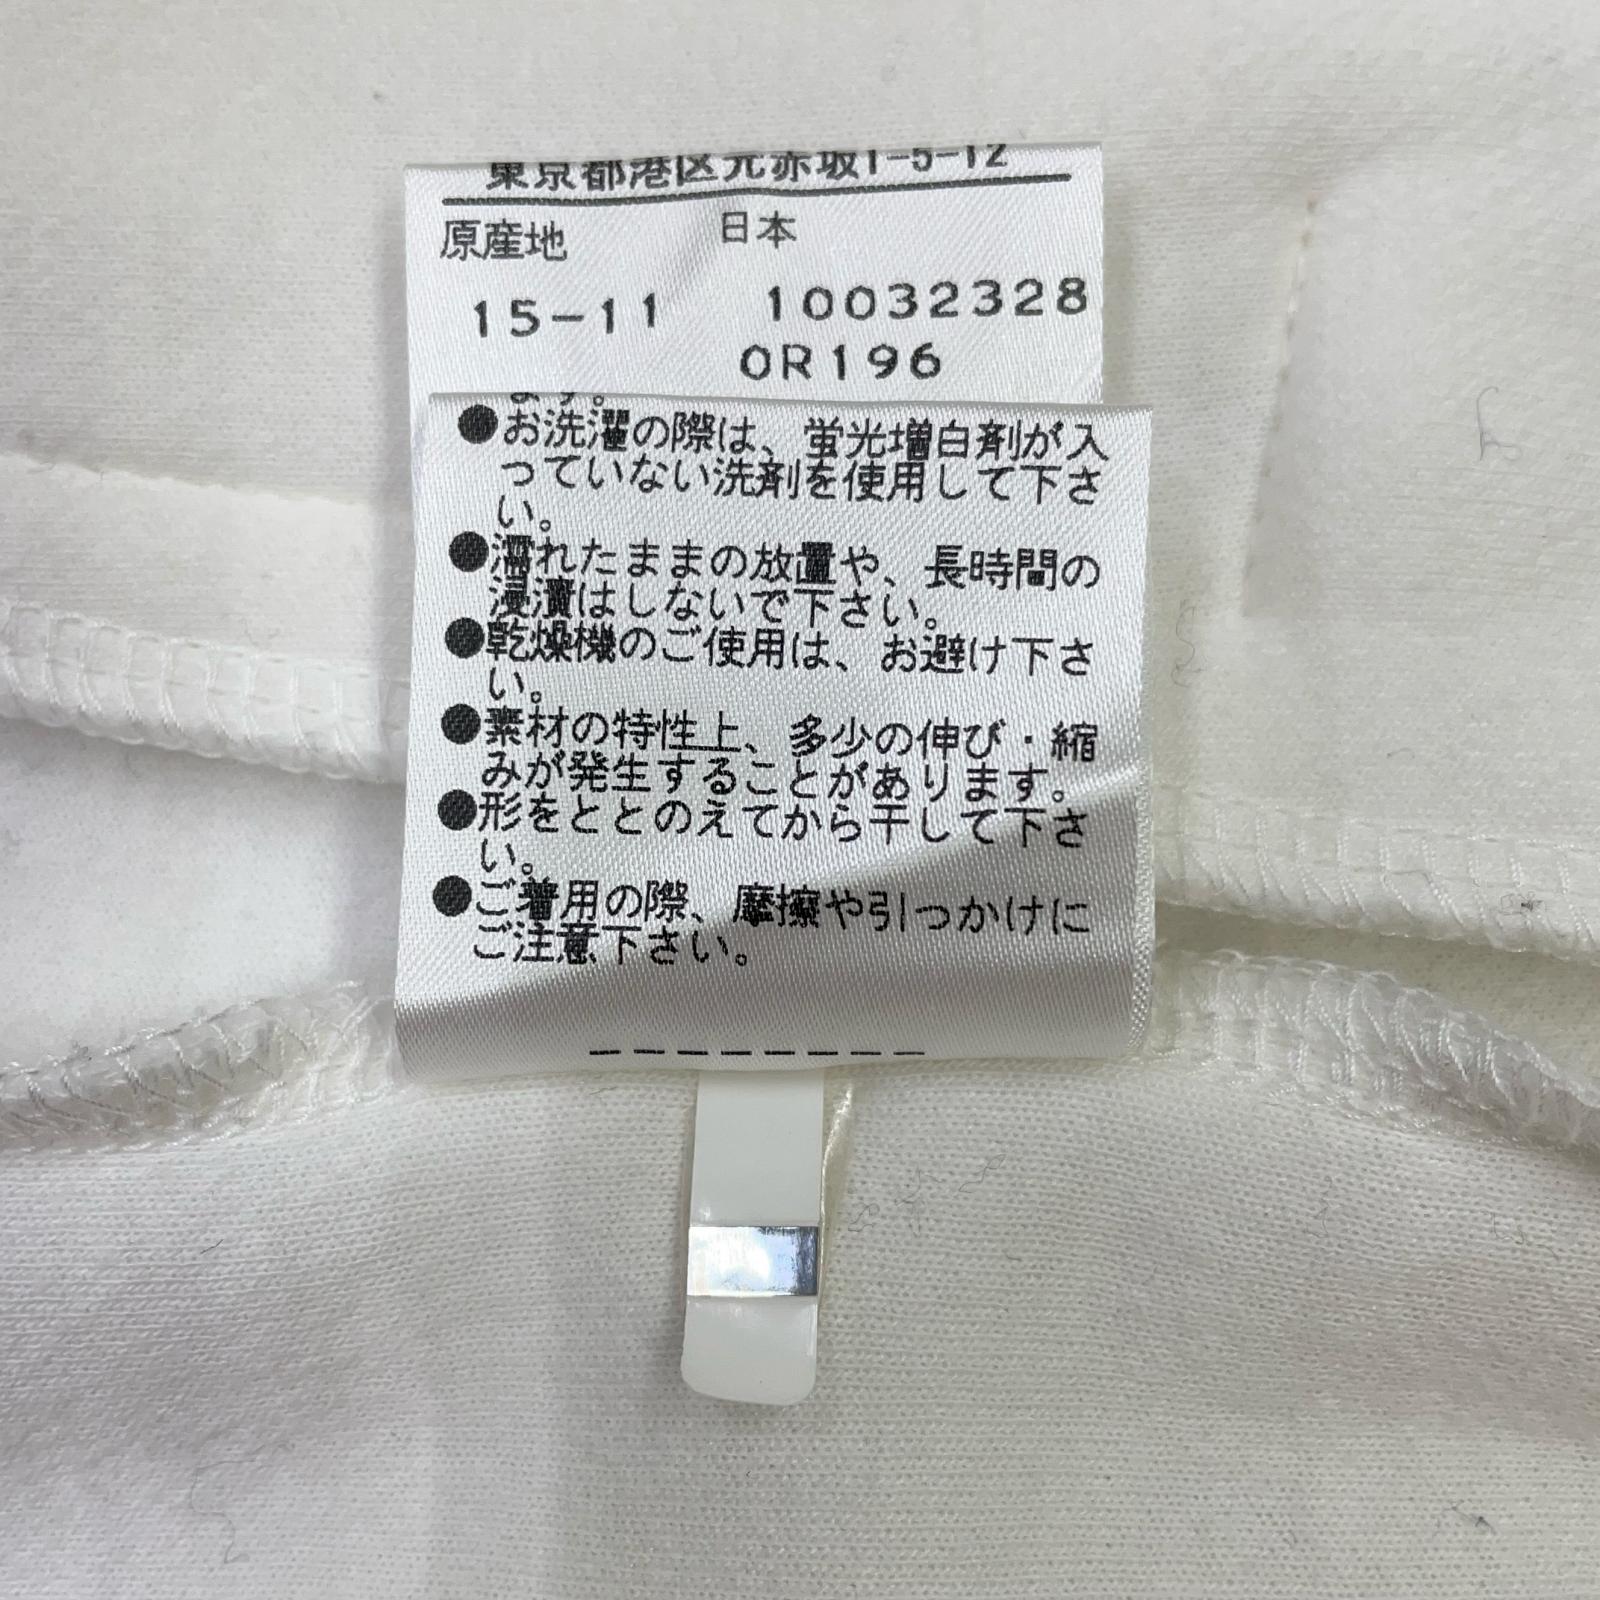 東京都港区元赤坂1-5-12
原産地 日本
15-11 10032328
0R196
ます。
●お洗濯の際は、蛍光増白剤が入
っていない洗剤を使用して下さ
い。
●濡れたままの放置や、長時間の
浸漬はしないで下さい。
●乾燥機のご使用は、お避け下さ
い。
●素材の特性上、多少の伸び・縮
みが発生することがあります。
●形をととのえてから干して下さ
い。
●ご着用の際、摩擦や引っかけに
ご注意下さい。
--------